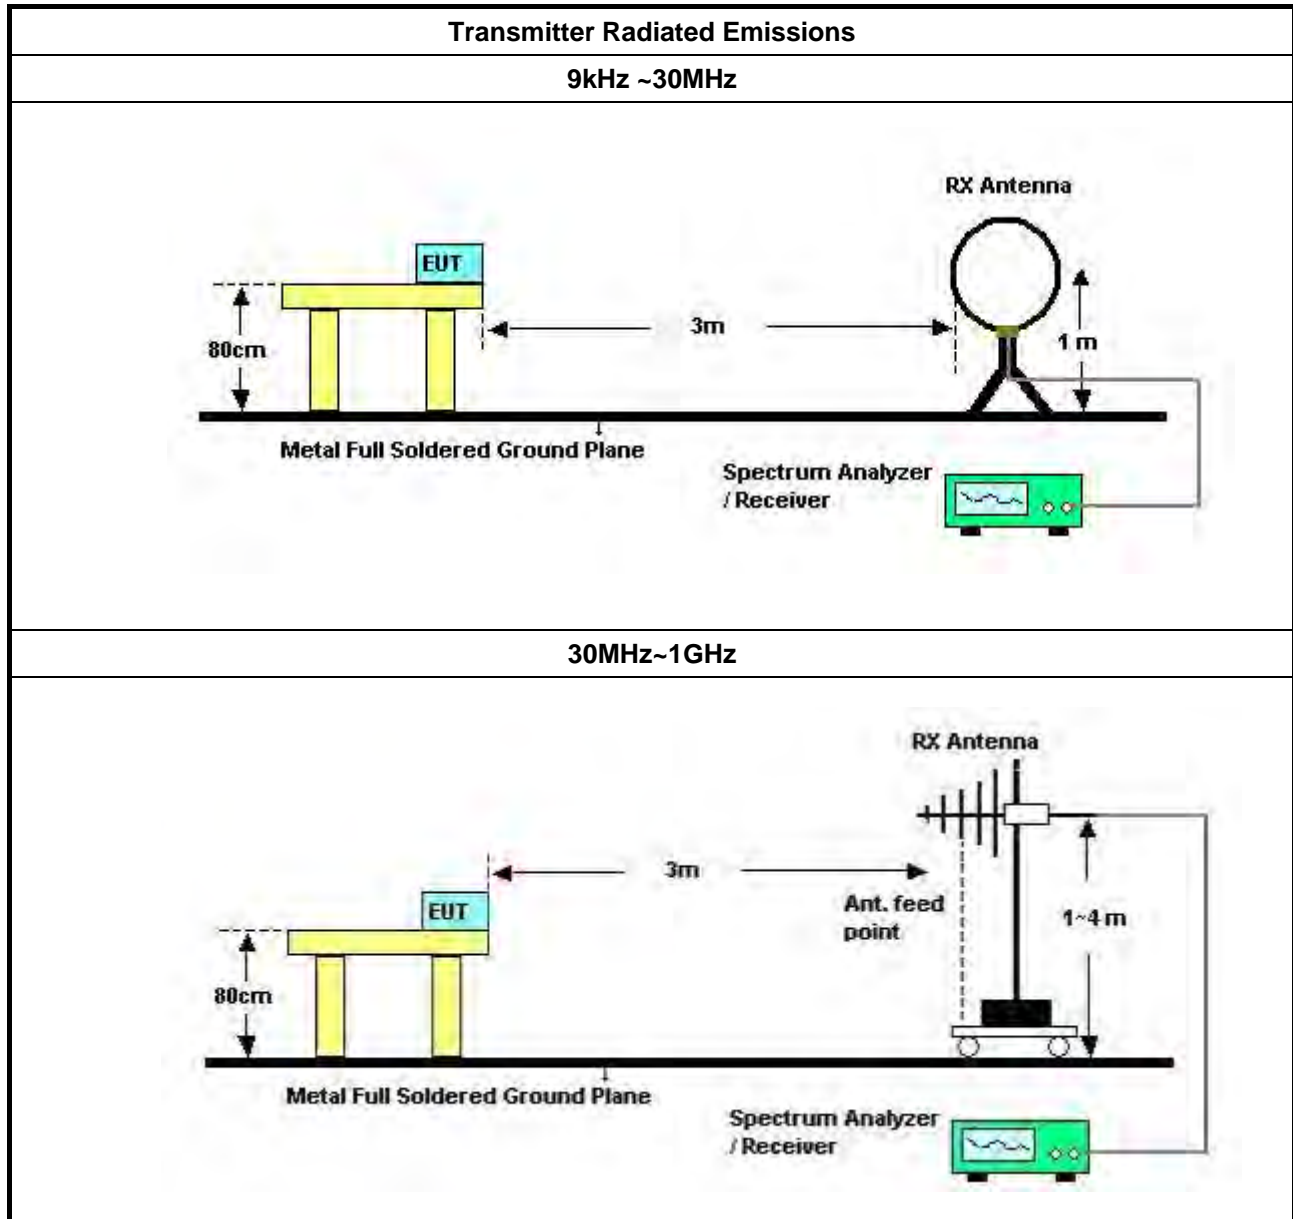 Transmitter Radiated Emissions
9kHz ~30MHz
RX Antenna
EUT
3m
80cm
1 m
Metal Full Soldered Ground Plane
Spectrum Analyzer
/ Receiver
30MHz~1GHz
RX Antenna
3m
EUT
Ant. feed
point
1~4 m
80cm
Metal Full Soldered Ground Plane
Spectrum Analyzer
/ Receiver